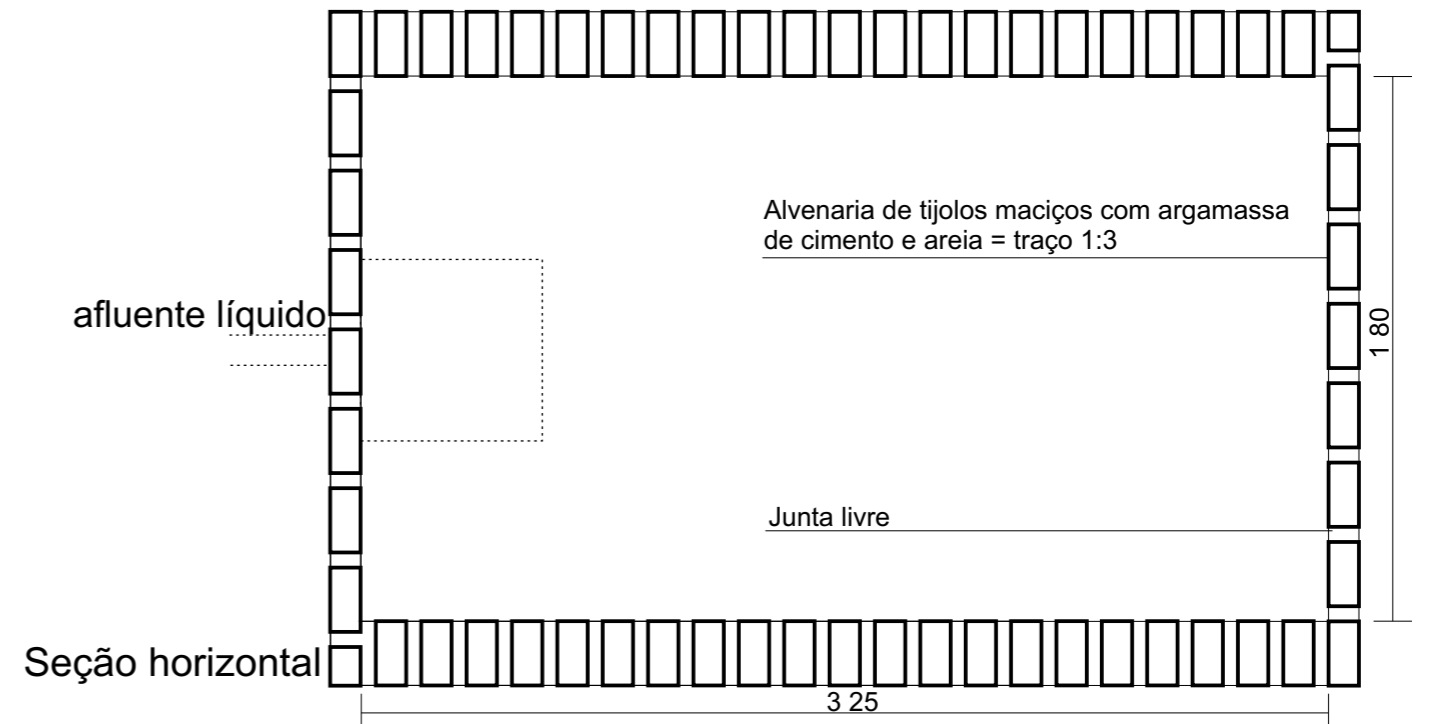 Alvenaria de tijolos maciços com argamassa
de cimento e areia = traço 1:3
afluente líquido
1 80
Junta livre
Seção horizontal
3 25